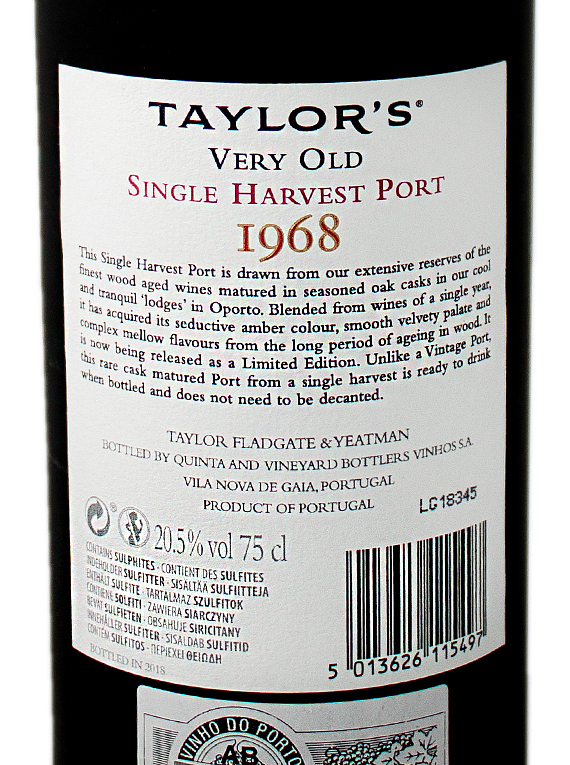 TAYLOR'S®
VERY OLD
SINGLE HARVEST PORT
1968
This Single Harvest Port is drawn from our extensive reserves of the
finest wood aged wines matured in seasoned oak casks in our cool
and tranquil 'lodges' in Oporto. Blended from wines of a single year,
it has acquired its seductive amber colour, smooth velvety palate and
complex mellow flavours from the long period of ageing in wood. It
is now being released as a Limited Edition. Unlike a Vintage Port,
this rare cask matured Port from a single harvest is ready to drink
when bottled and does not need to be decanted.
TAYLOR FLADGATE & YEATMAN
BOTTLED BY QUINTA AND VINEYARD BOTTLERS VINHOS S.A.
VILA NOVA DE GAIA, PORTUGAL
PRODUCT OF PORTUGAL
LG18345
20.5% vol 75 cl
CONTAINS SULPHITES · CONTIENT DES SULFITES
INDEHOLDER SULFITTER · SISÄLTÄÄ SULFIITTEJA
ENTHÄLT SULFITE · TARTALMAZ SZULFITOK
CONTIENE SOLFITI · ZAWIERA SIARCZYNY
BEVAT SULFIETEN · OBSAHUJE SIRICITANY
INNEHÅLLER SULFITER · SISALDAB SULFITID
CONTÉM SULFITOS · ΠΕΡΙΕΧΕΙ ΘΕΙΩΔΗ
BOTTLED IN 2018
5 013626 115497
VINHO DO PORTO
AB